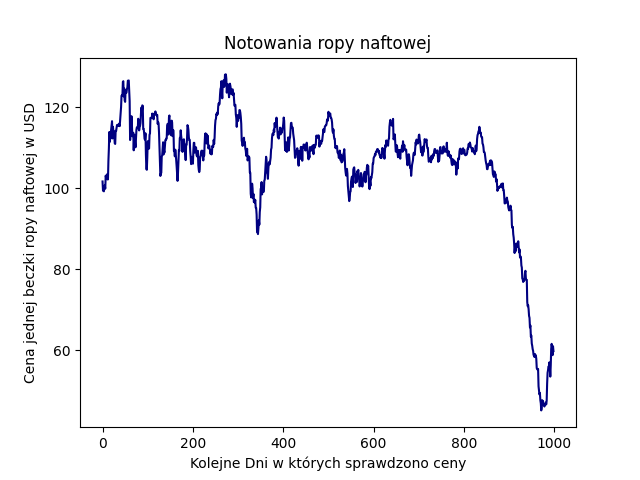 Notowania ropy naftowej
Cena jednej beczki ropy naftowej w USD
120
100
80
60
0 200 400 600 800 1000
Kolejne Dni w których sprawdzono ceny